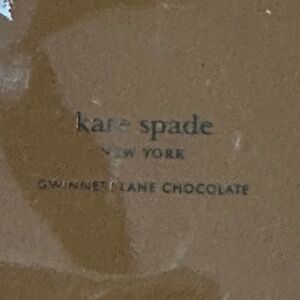 kate spade
NEW YORK
GWINNETT LANE CHOCOLATE